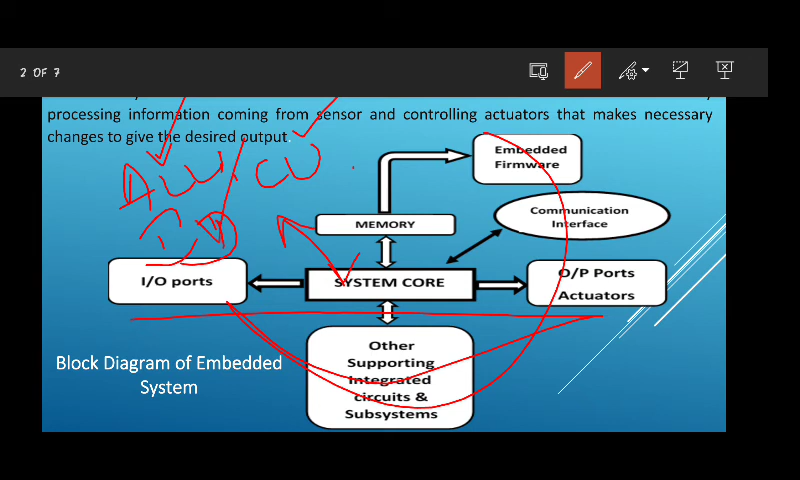 2 OF 7
processing information coming from sensor and controlling actuators that makes necessary
changes to give the desired output.
Embedded
Firmware
MEMORY
Communication
Interface
I/O ports
SYSTEM CORE
O/P Ports
Actuators
Other
Supporting
Integrated
circuits &
Subsystems
Block Diagram of Embedded
System